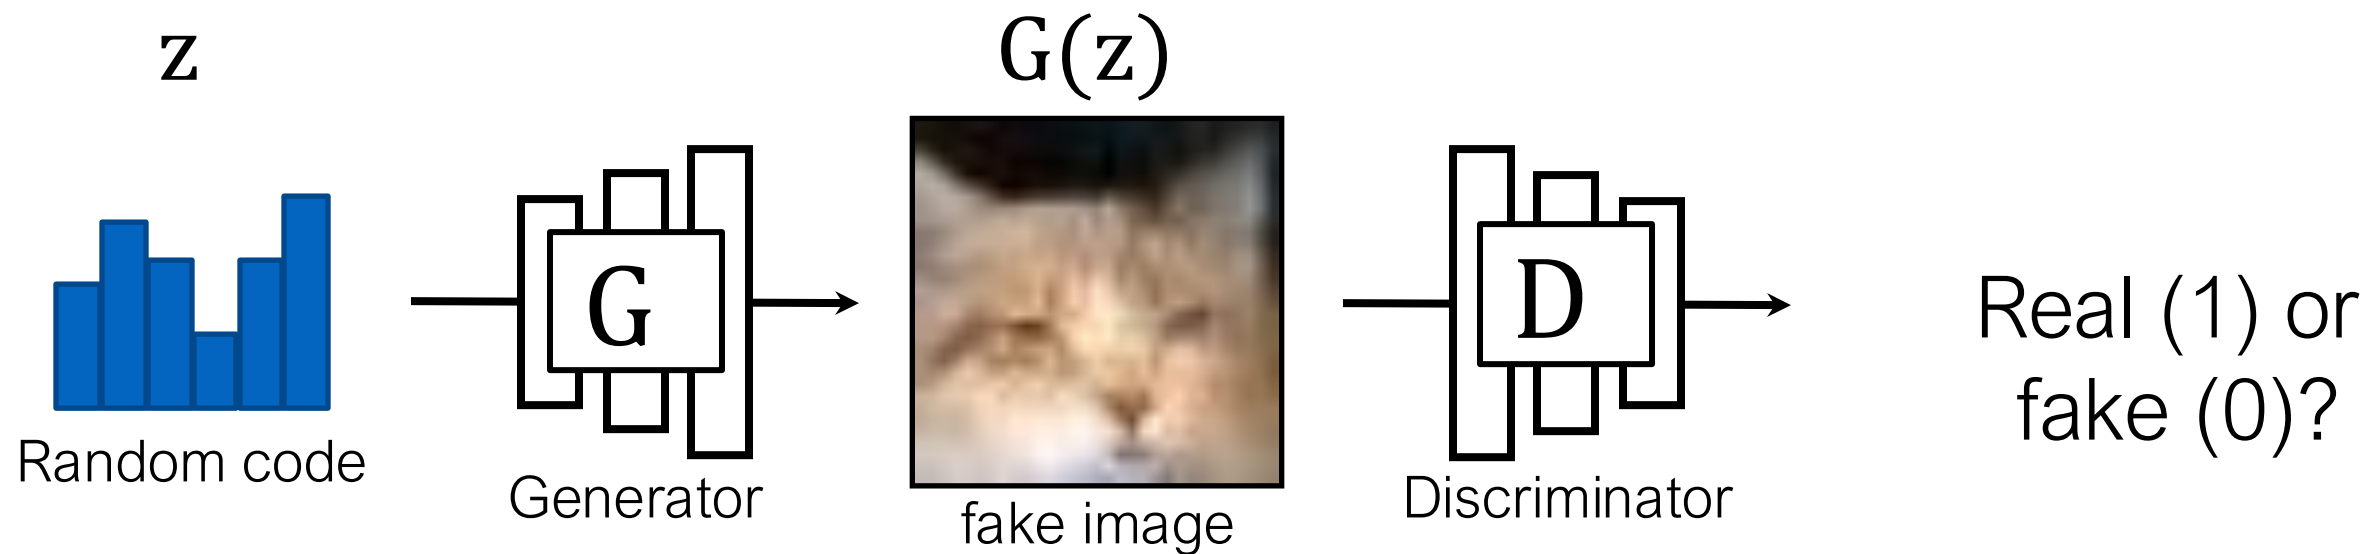 z
G(z)
G
D
Real (1) or
fake (0)?
Random code
Generator
fake image
Discriminator